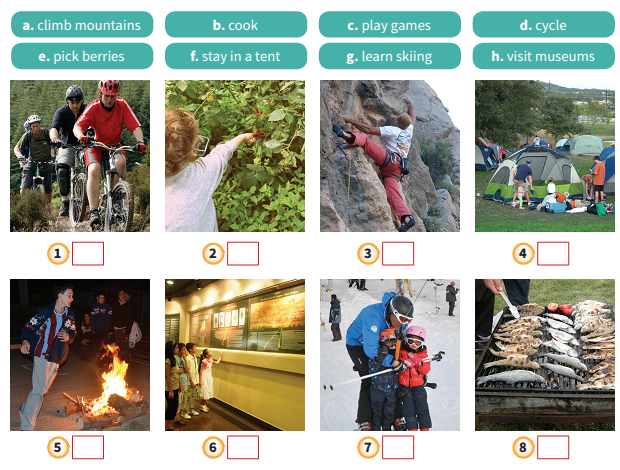 a. climb mountains
b. cook
c. play games
d. cycle
e. pick berries
f. stay in a tent
g. learn skiing
h. visit museums
1
2
3
4
5
6
7
8